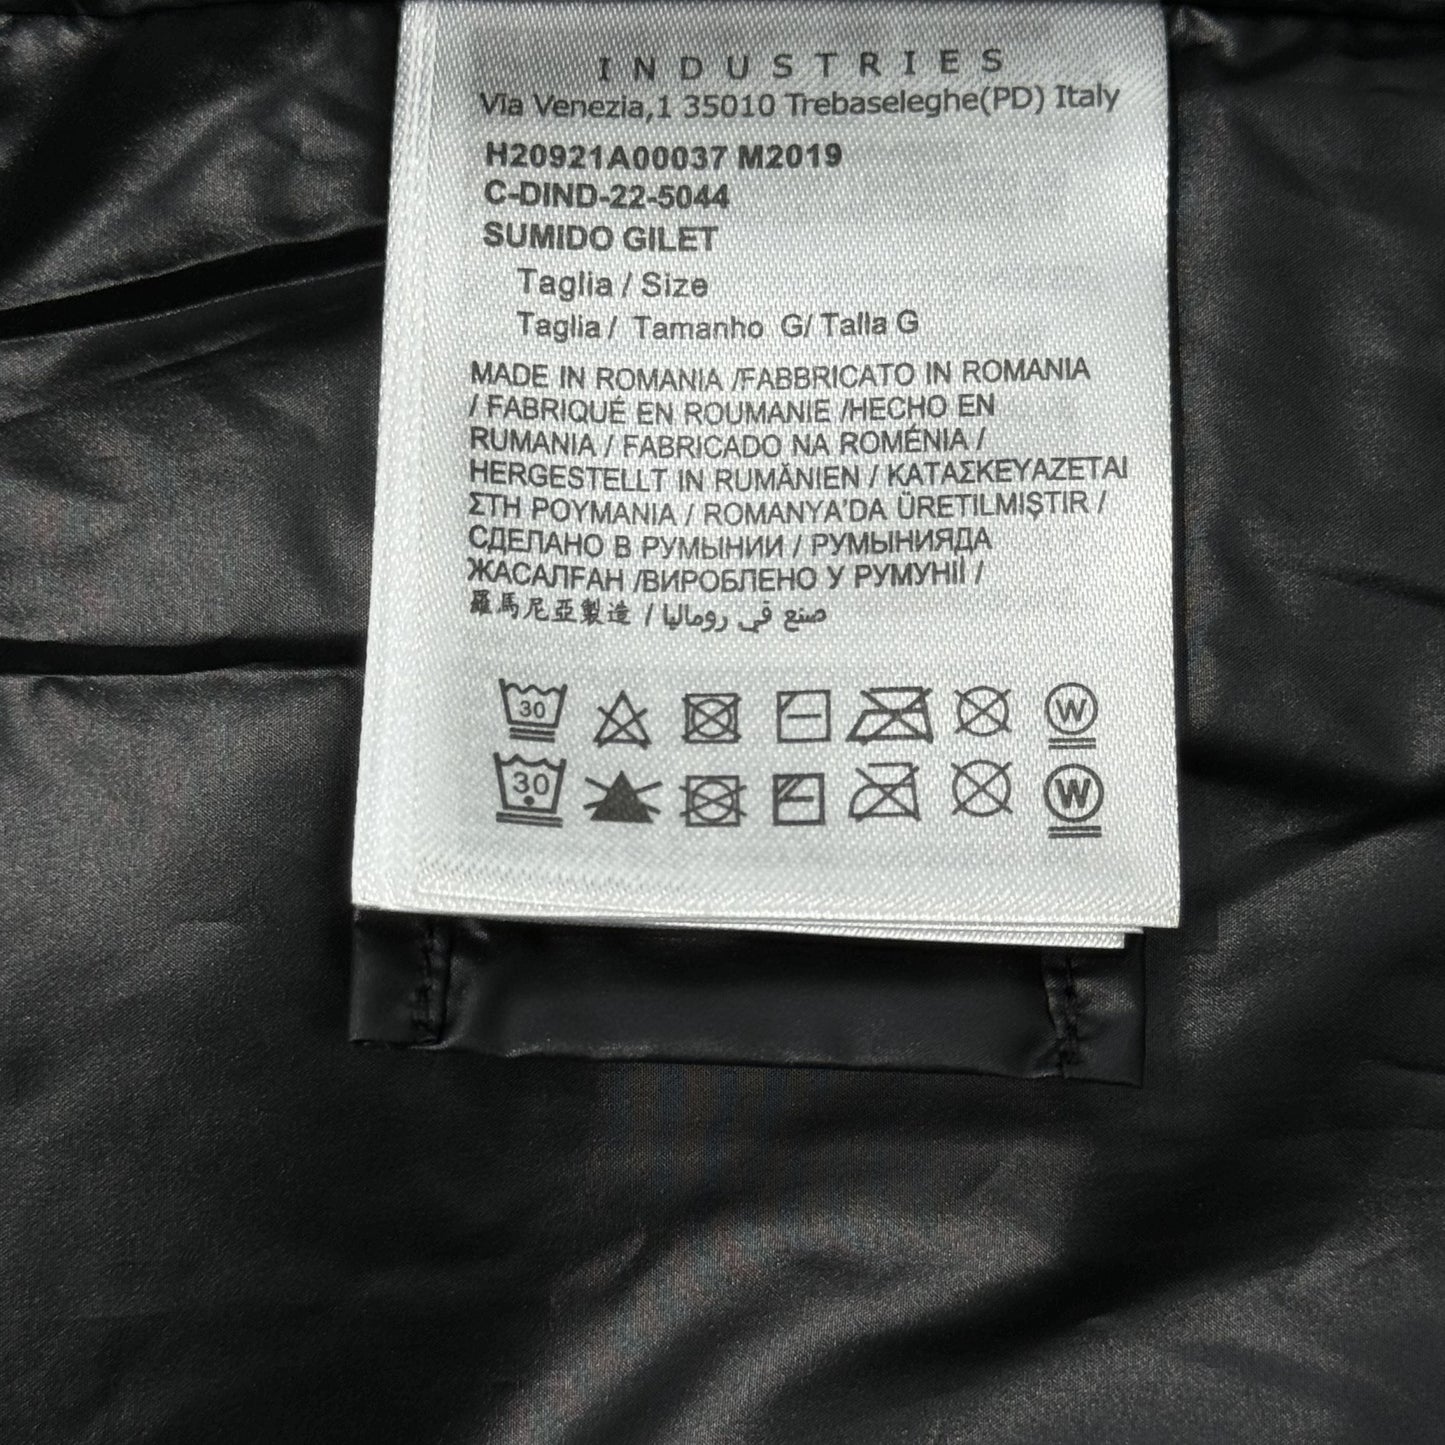 INDUSTRIES
Via Venezia,1 35010 Trebaseleghe(PD) Italy
H20921A00037 M2019
C-DIND-22-5044
SUMIDO GILET
Taglia / Size
Taglia / Tamanho G/ Talla G
MADE IN ROMANIA /FABBRICATO IN ROMANIA
/ FABRIQUÉ EN ROUMANIE /HECHO EN
RUMANIA / FABRICADO NA ROMÉNIA /
HERGESTELLT IN RUMÄNIEN / ΚΑΤΑΣΚΕΥΑΖΕΤΑΙ
ΣΤΗ ΡΟΥΜΑΝΙΑ / ROMANYA'DA ÜRETILMIŞTIR /
СДЕЛАНО В РУМЫНИИ / РУМЫНИЯДА
ЖАСАЛҒАН /ВИРОБЛЕНО У РУМУНІЇ /
羅馬尼亞製造 / صنع في روماليا
30 W
30 W